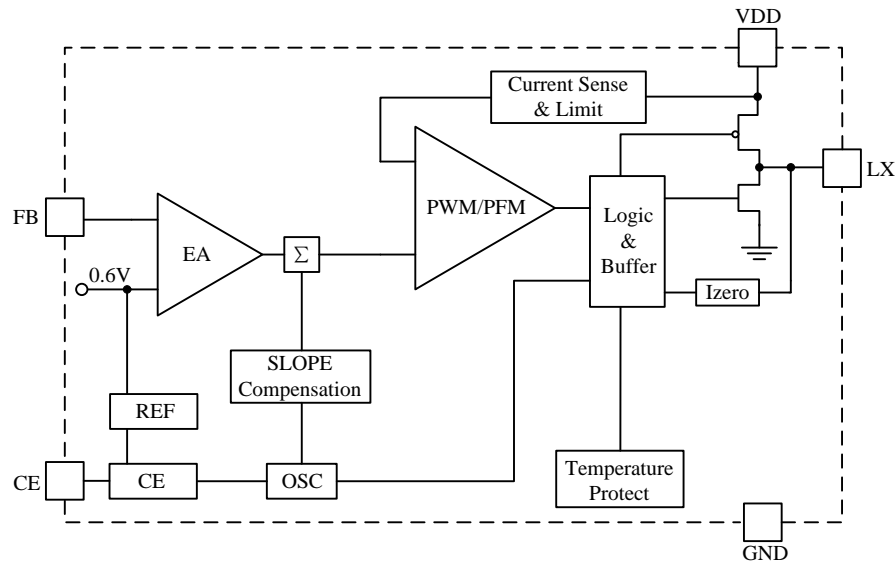 VDD
Current Sense
& Limit
LX
FB
EA
Σ
PWM/PFM
Logic
&
Buffer
0.6V
Izero
SLOPE
Compensation
REF
CE
CE
OSC
Temperature
Protect
GND